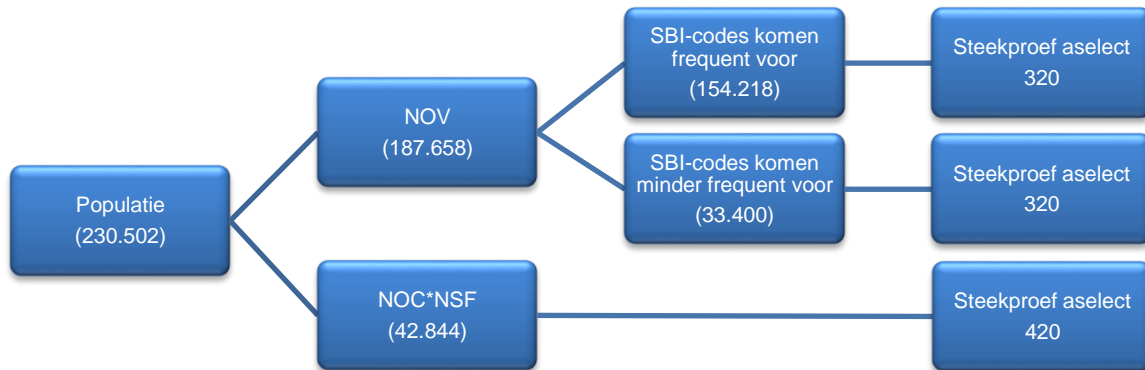 Populatie
(230.502)
NOV
(187.658)
NOC*NSF
(42.844)
SBI-codes komen
frequent voor
(154.218)
SBI-codes komen
minder frequent voor
(33.400)
Steekproef aselect
320
Steekproef aselect
320
Steekproef aselect
420